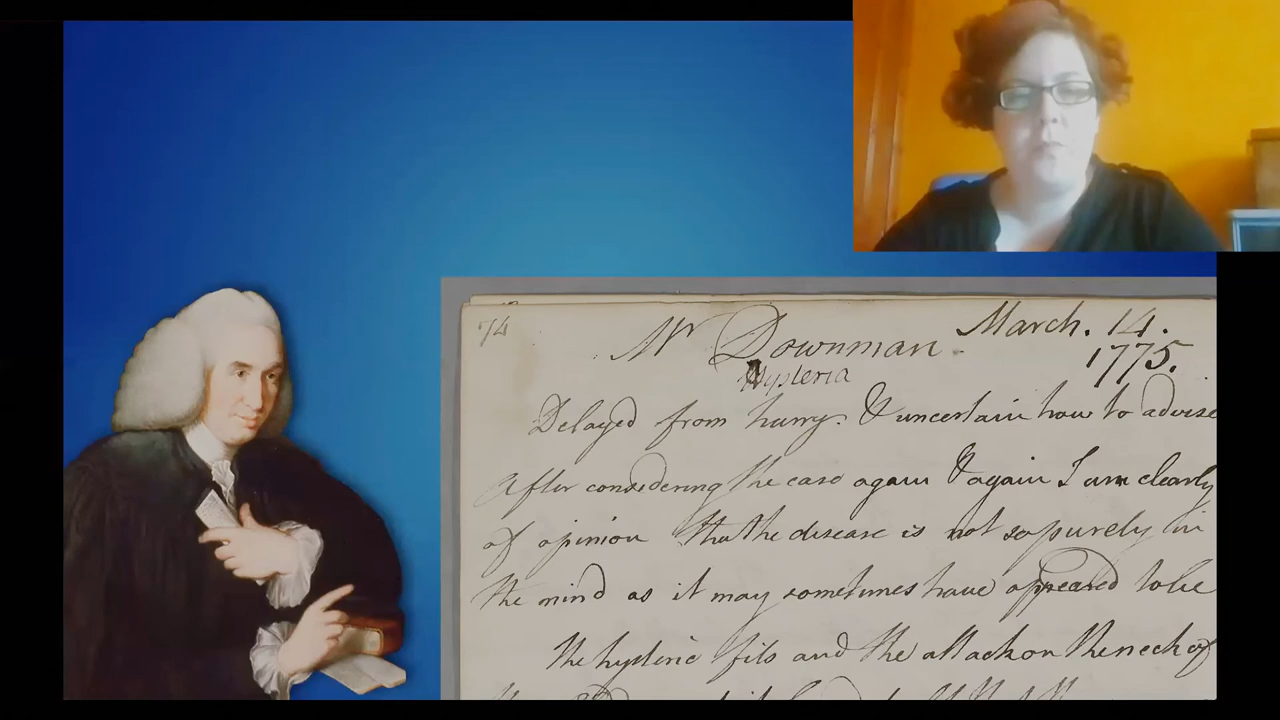 74
Mr Downman. March. 14.
1775.
Hysteria
Delayed from hurry. & uncertain how to advise
After considering the case again & again I am clearly
of opinion that the disease is not so purely in
the mind as it may sometimes have appeared to be
The hysteric fits and the attack on the neck of